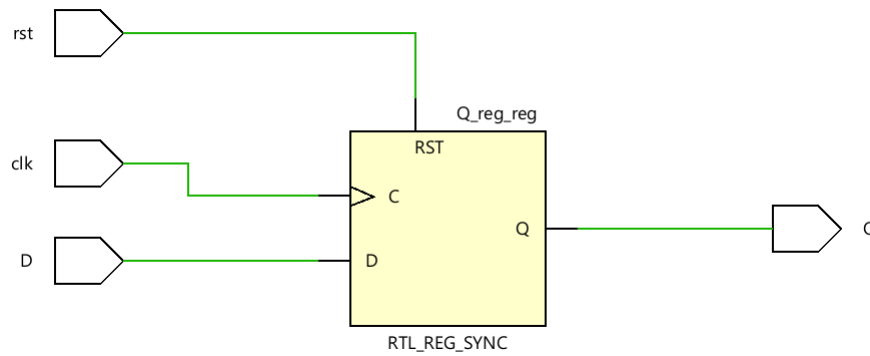 rst
Q_reg_reg
RST
clk
C
Q
D
D
RTL_REG_SYNC